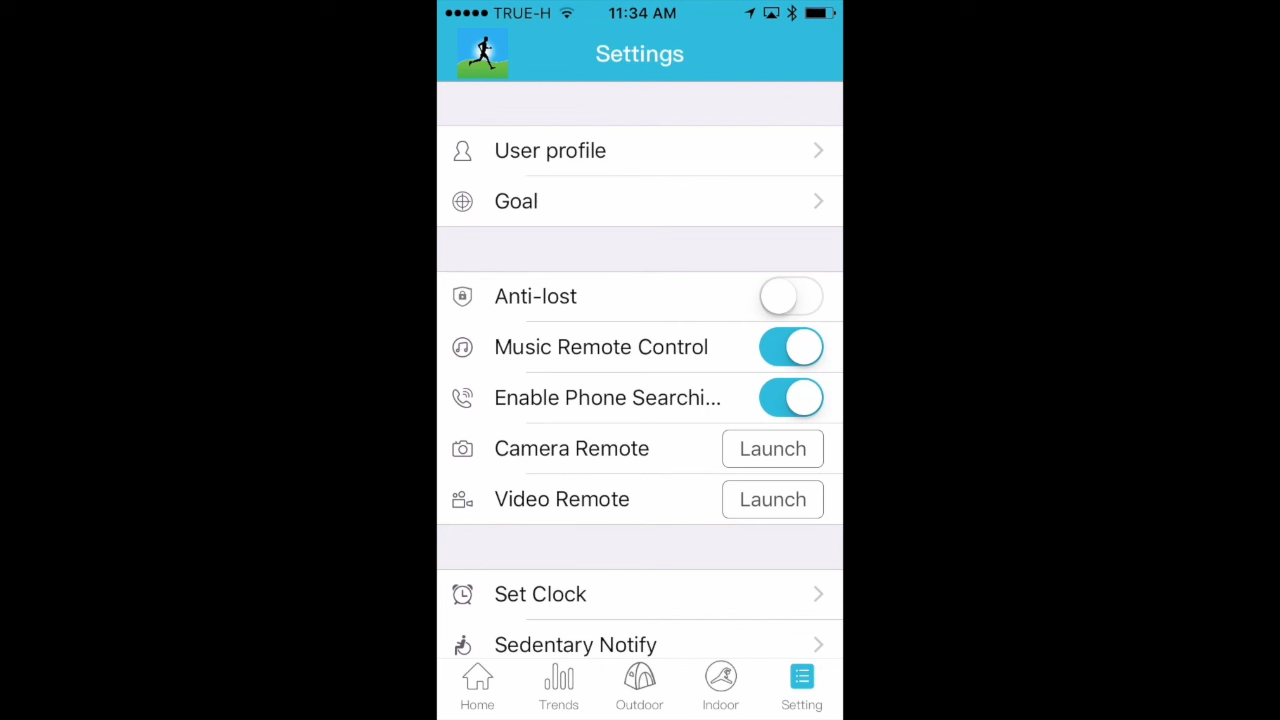 ●●●●● TRUE-H 11:34 AM
Settings
User profile
Goal
Anti-lost
Music Remote Control
Enable Phone Searchi...
Camera Remote Launch
Video Remote Launch
Set Clock
Sedentary Notify
Home Trends Outdoor Indoor Setting